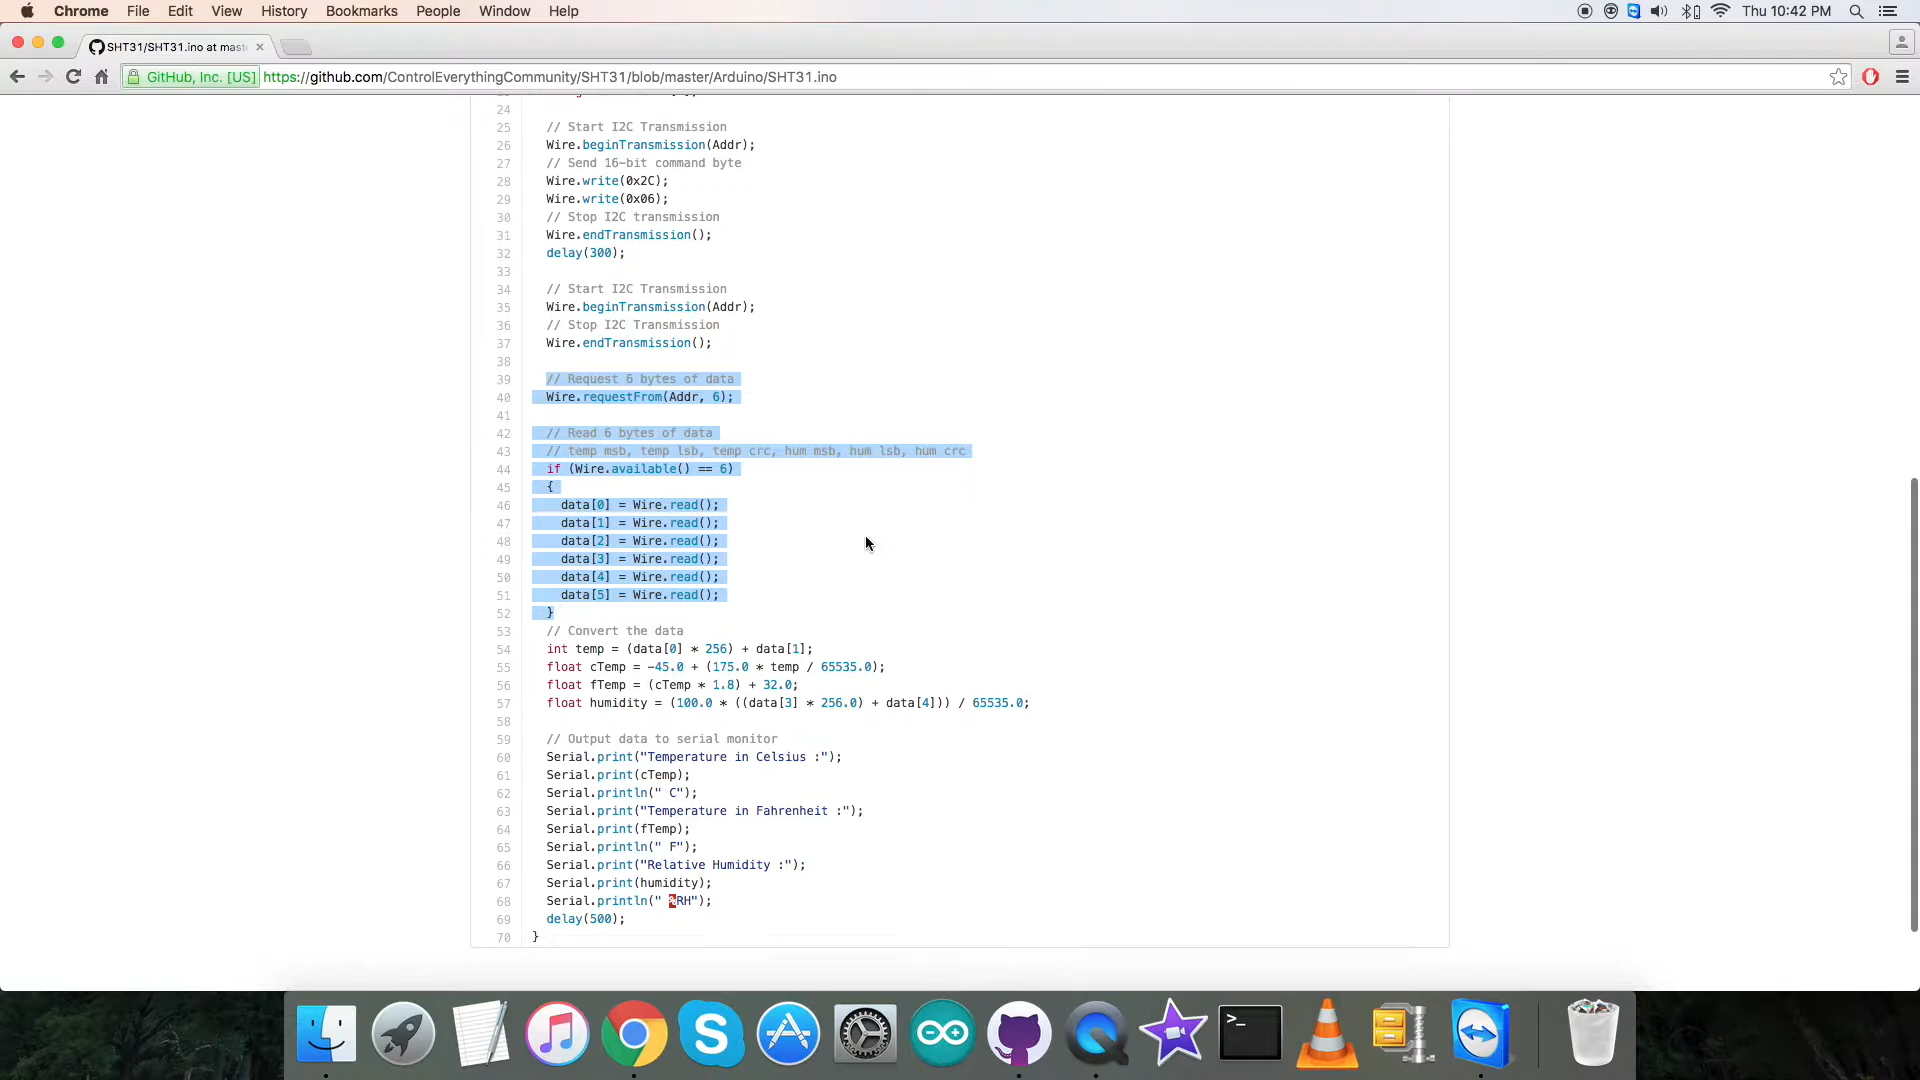 Chrome File Edit View History Bookmarks People Window Help Thu 10:42 PM
SHT31/SHT31.ino at mast
GitHub, Inc. [US] https://github.com/ControlEverythingCommunity/SHT31/blob/master/Arduino/SHT31.ino
24
25 // Start I2C Transmission
26 Wire.beginTransmission(Addr);
27 // Send 16-bit command byte
28 Wire.write(0x2C);
29 Wire.write(0x06);
30 // Stop I2C transmission
31 Wire.endTransmission();
32 delay(300);
33
34 // Start I2C Transmission
35 Wire.beginTransmission(Addr);
36 // Stop I2C Transmission
37 Wire.endTransmission();
38
39 // Request 6 bytes of data
40 Wire.requestFrom(Addr, 6);
41
42 // Read 6 bytes of data
43 // temp msb, temp lsb, temp crc, hum msb, hum lsb, hum crc
44 if (Wire.available() == 6)
45 {
46 data[0] = Wire.read();
47 data[1] = Wire.read();
48 data[2] = Wire.read();
49 data[3] = Wire.read();
50 data[4] = Wire.read();
51 data[5] = Wire.read();
52 }
53 // Convert the data
54 int temp = (data[0] * 256) + data[1];
55 float cTemp = -45.0 + (175.0 * temp / 65535.0);
56 float fTemp = (cTemp * 1.8) + 32.0;
57 float humidity = (100.0 * ((data[3] * 256.0) + data[4])) / 65535.0;
58
59 // Output data to serial monitor
60 Serial.print("Temperature in Celsius :");
61 Serial.print(cTemp);
62 Serial.println(" C");
63 Serial.print("Temperature in Fahrenheit :");
64 Serial.print(fTemp);
65 Serial.println(" F");
66 Serial.print("Relative Humidity :");
67 Serial.print(humidity);
68 Serial.println(" %RH");
69 delay(500);
70 }